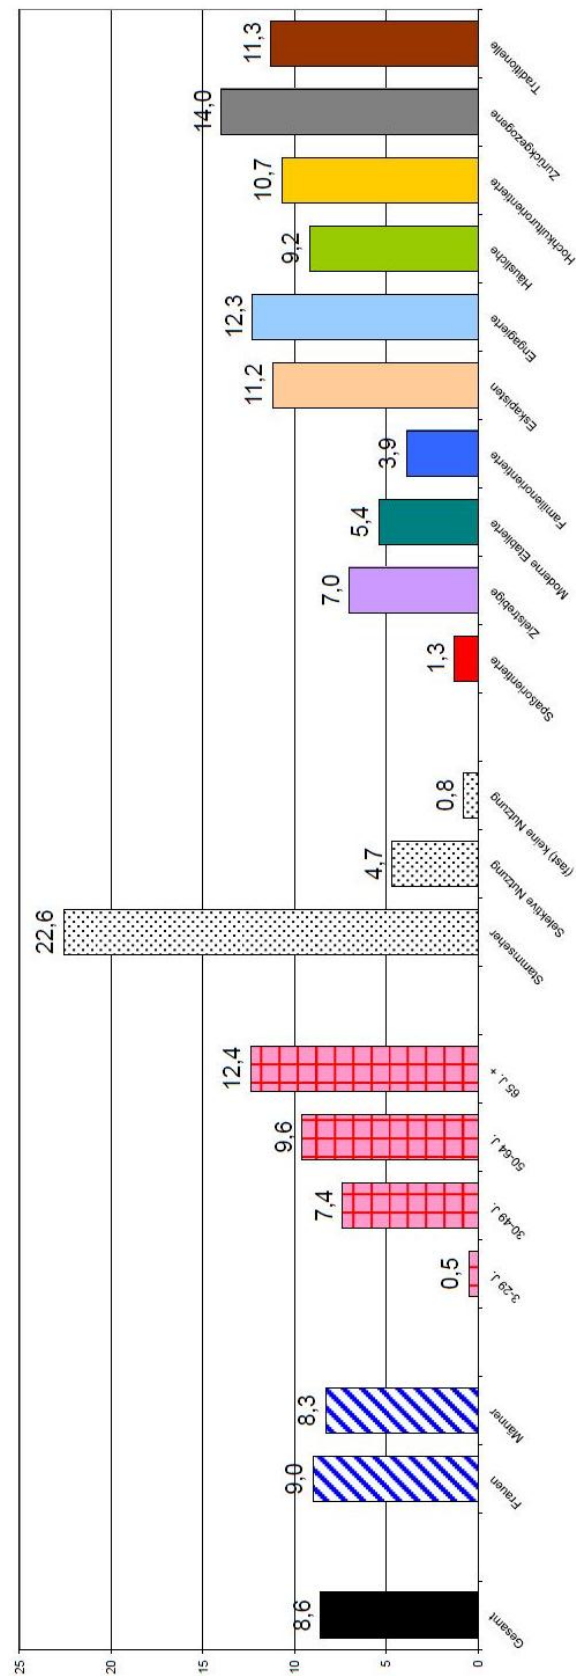 25
20
15
10
5
0
8,6
9,0
8,3
0,5
7,4
9,6
12,4
22,6
4,7
0,8
1,3
7,0
5,4
3,9
11,2
12,3
9,2
10,7
14,0
11,3
Gesamt
Frauen
Männer
3-29 J.
30-49 J.
50-64 J.
65 J. +
Stammseher
Selektive Nutzung
(fast) keine Nutzung
Spaßorientierte
Zielstrebige
Moderne Etablierte
Familienorientierte
Eskapisten
Engagierte
Häusliche
Hochkulturorientierte
Zurückgezogene
Traditionelle